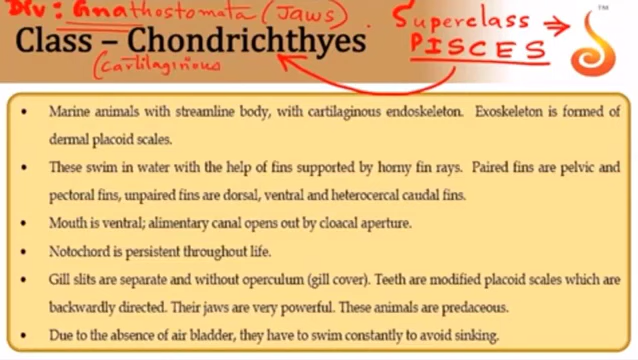 Div: Gnathostomata (Jaws)
Superclass ⇒
Class – Chondrichthyes
PISCES
TM
(Cartilaginous
• Marine animals with streamline body, with cartilaginous endoskeleton. Exoskeleton is formed of
dermal placoid scales.
• These swim in water with the help of fins supported by horny fin rays. Paired fins are pelvic and
pectoral fins, unpaired fins are dorsal, ventral and heterocercal caudal fins.
• Mouth is ventral; alimentary canal opens out by cloacal aperture.
• Notochord is persistent throughout life.
• Gill slits are separate and without operculum (gill cover). Teeth are modified placoid scales which are
backwardly directed. Their jaws are very powerful. These animals are predaceous.
• Due to the absence of air bladder, they have to swim constantly to avoid sinking.